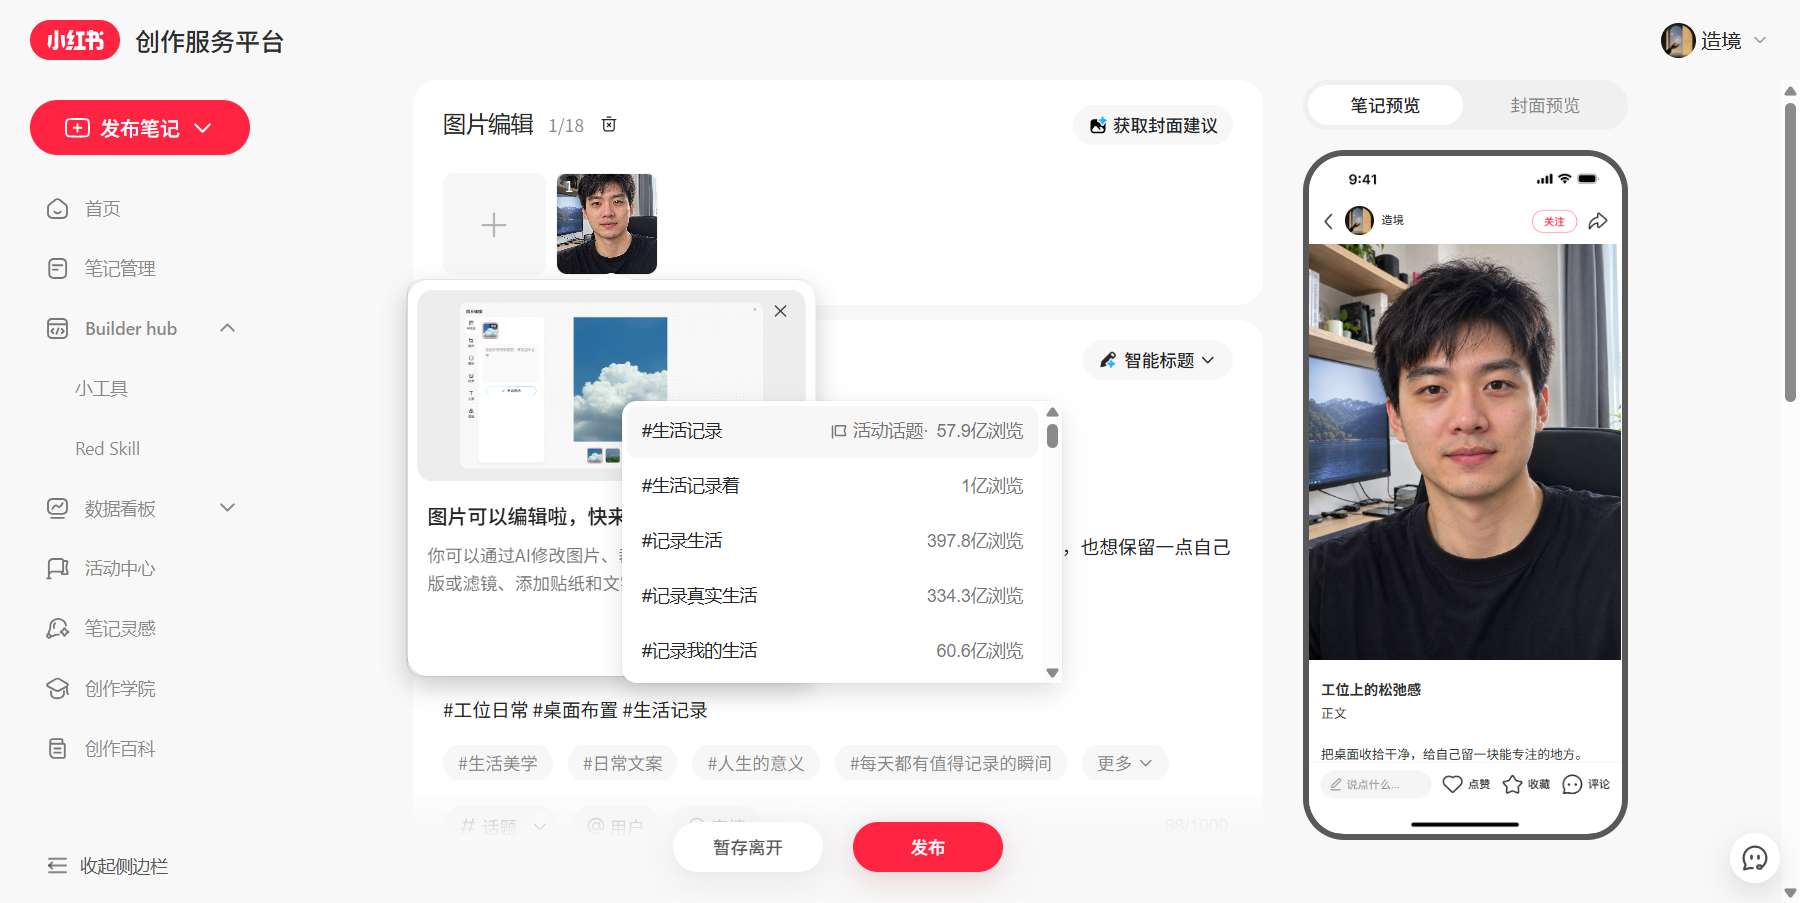 小红书 创作服务平台
造境
发布笔记
首页
笔记管理
Builder hub
小工具
Red Skill
数据看板
活动中心
笔记灵感
创作学院
创作百科
收起侧边栏
图片编辑 1/18
获取封面建议
智能标题
图片可以编辑啦，快来
你可以通过AI修改图片、
版或滤镜、添加贴纸和文
#生活记录 活动话题· 57.9亿浏览
#生活记录着 1亿浏览
#记录生活 397.8亿浏览
#记录真实生活 334.3亿浏览
#记录我的生活 60.6亿浏览
，也想保留一点自己
#工位日常 #桌面布置 #生活记录
#生活美学 #日常文案 #人生的意义 #每天都有值得记录的瞬间 更多
# 话题 @ 用户
暂存离开 发布
笔记预览 封面预览
9:41
造境 关注
工位上的松弛感
正文
把桌面收拾干净，给自己留一块能专注的地方。
说点什么... 点赞 收藏 评论